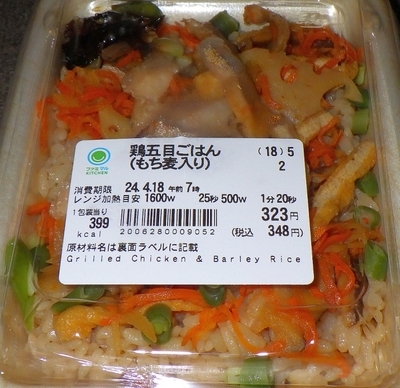 ファミマル
KITCHEN
鶏五目ごはん
(もち麦入り)
(18)5
2
消費期限 24.4.18 午前7時
レンジ加熱目安 1600w 25秒 500w 1分20秒
1包装当り
399
kcal
323円
(税込 348円)
2006280009052
原材料名は裏面ラベルに記載
Grilled Chicken & Barley Rice